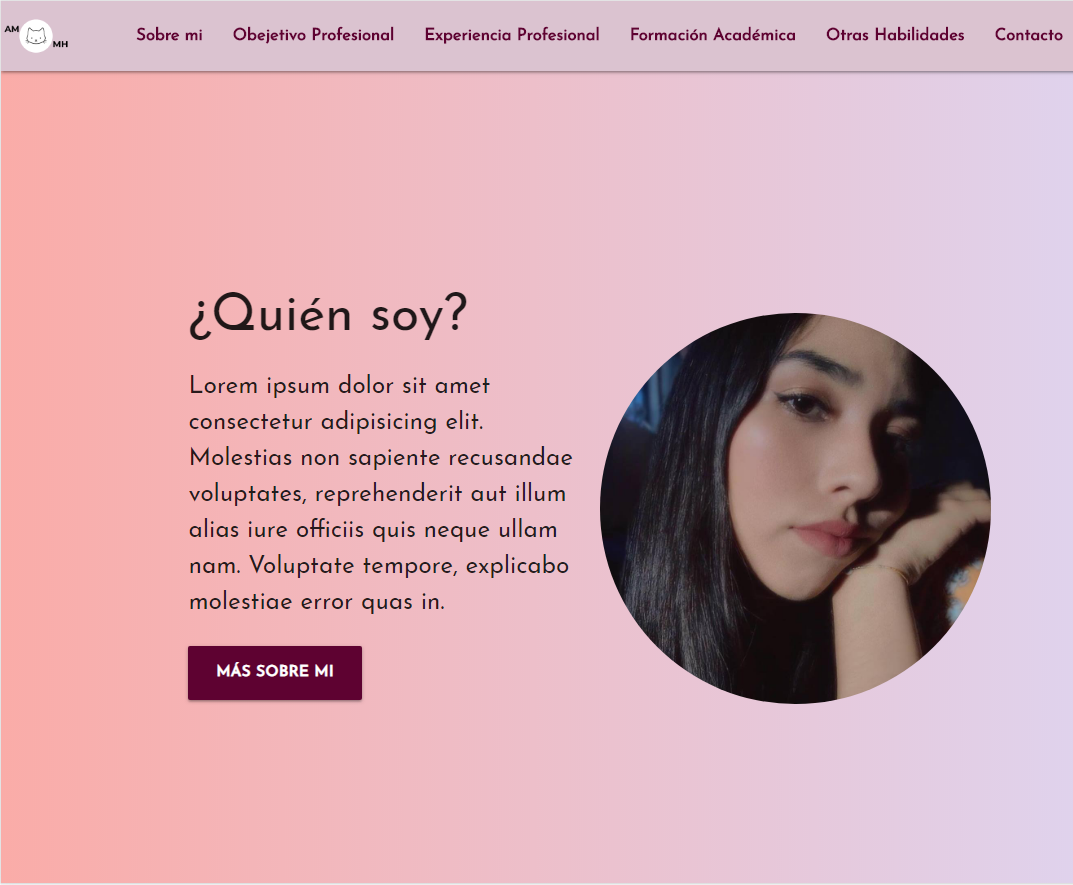 AM
MH
Sobre mi Obejetivo Profesional Experiencia Profesional Formación Académica Otras Habilidades Contacto
¿Quién soy?
Lorem ipsum dolor sit amet
consectetur adipisicing elit.
Molestias non sapiente recusandae
voluptates, reprehenderit aut illum
alias iure officiis quis neque ullam
nam. Voluptate tempore, explicabo
molestiae error quas in.
MÁS SOBRE MI